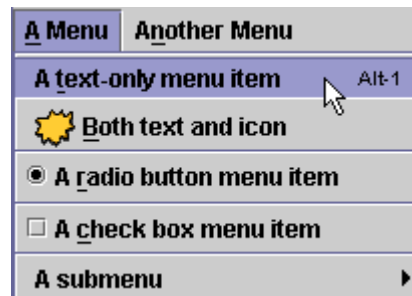 A Menu Another Menu
A text-only menu item Alt-1
Both text and icon
A radio button menu item
A check box menu item
A submenu